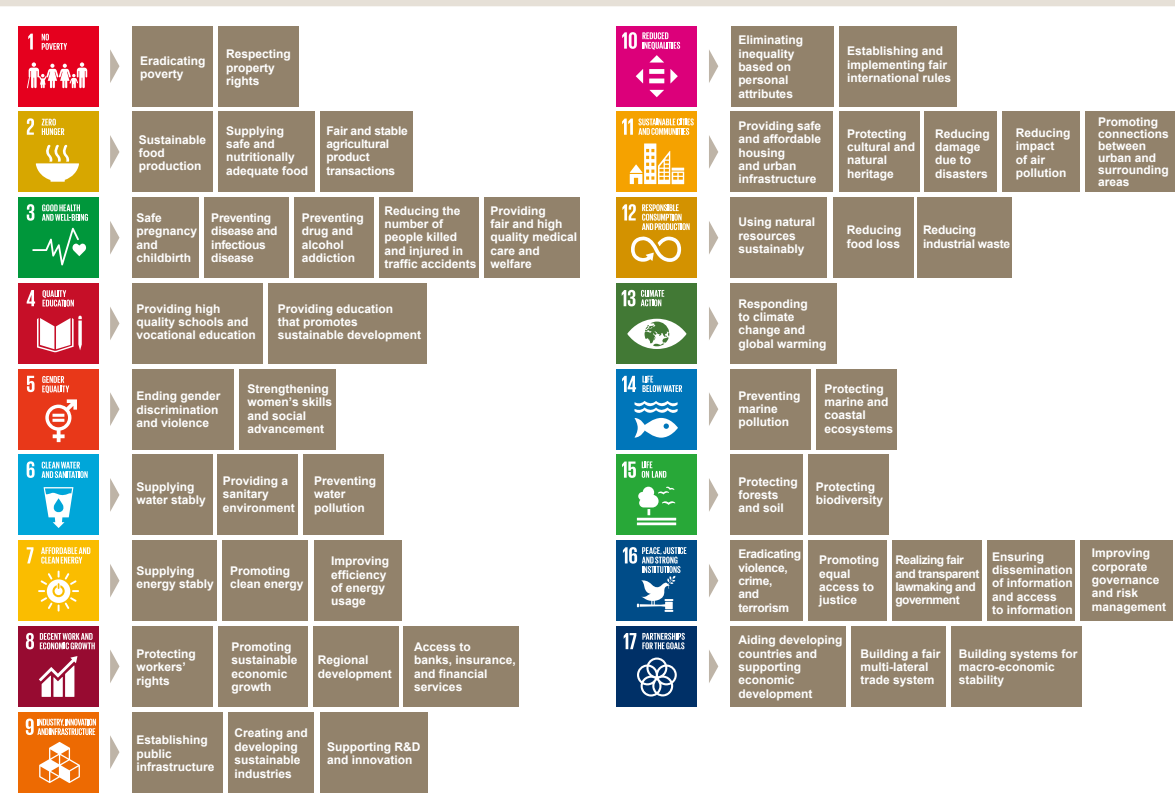 1 NO
POVERTY
Eradicating
poverty
Respecting
property
rights
2 ZERO
HUNGER
Sustainable
food
production
Supplying
safe and
nutritionally
adequate food
Fair and stable
agricultural
product
transactions
3 GOOD HEALTH
AND WELL-BEING
Safe
pregnancy
and
childbirth
Preventing
disease and
infectious
disease
Preventing
drug and
alcohol
addiction
Reducing the
number of
people killed
and injured in
traffic accidents
Providing
fair and high
quality medical
care and
welfare
4 QUALITY
EDUCATION
Providing high
quality schools and
vocational education
Providing education
that promotes
sustainable development
5 GENDER
EQUALITY
Ending gender
discrimination
and violence
Strengthening
women's skills
and social
advancement
6 CLEAN WATER
AND SANITATION
Supplying
water stably
Providing a
sanitary
environment
Preventing
water
pollution
7 AFFORDABLE AND
CLEAN ENERGY
Supplying
energy stably
Promoting
clean energy
Improving
efficiency
of energy
usage
8 DECENT WORK AND
ECONOMIC GROWTH
Protecting
workers'
rights
Promoting
sustainable
economic
growth
Regional
development
Access to
banks, insurance,
and financial
services
9 INDUSTRY, INNOVATION
AND INFRASTRUCTURE
Establishing
public
infrastructure
Creating and
developing
sustainable
industries
Supporting R&D
and innovation
10 REDUCED
INEQUALITIES
Eliminating
inequality
based on
personal
attributes
Establishing and
implementing fair
international rules
11 SUSTAINABLE CITIES
AND COMMUNITIES
Providing safe
and affordable
housing
and urban
infrastructure
Protecting
cultural and
natural
heritage
Reducing
damage
due to
disasters
Reducing
impact
of air
pollution
Promoting
connections
between
urban and
surrounding
areas
12 RESPONSIBLE
CONSUMPTION
AND PRODUCTION
Using natural
resources
sustainably
Reducing
food loss
Reducing
industrial waste
13 CLIMATE
ACTION
Responding
to climate
change and
global warming
14 LIFE
BELOW WATER
Preventing
marine
pollution
Protecting
marine and
coastal
ecosystems
15 LIFE
ON LAND
Protecting
forests
and soil
Protecting
biodiversity
16 PEACE, JUSTICE
AND STRONG
INSTITUTIONS
Eradicating
violence,
crime,
and
terrorism
Promoting
equal
access to
justice
Realizing fair
and transparent
lawmaking and
government
Ensuring
dissemination
of information
and access
to information
Improving
corporate
governance
and risk
management
17 PARTNERSHIPS
FOR THE GOALS
Aiding developing
countries and
supporting
economic
development
Building a fair
multi-lateral
trade system
Building systems for
macro-economic
stability